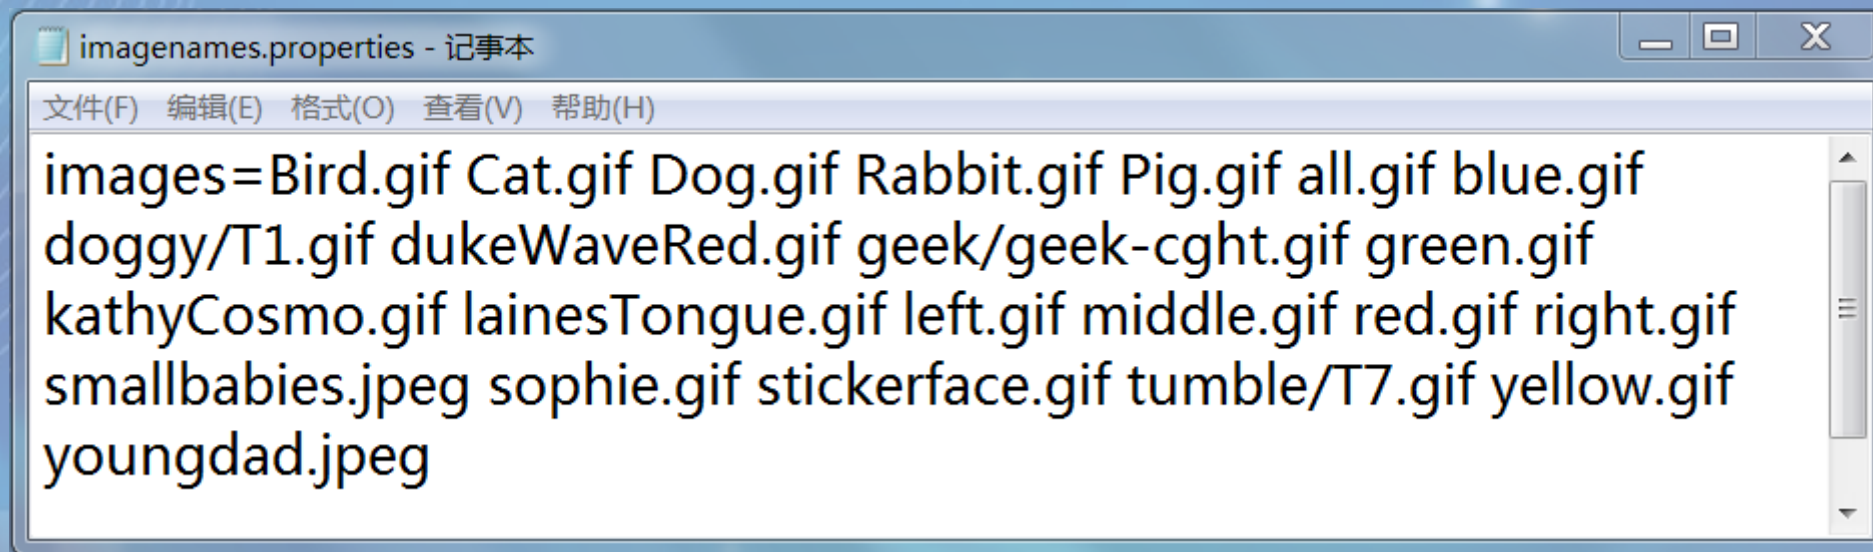 imagenames.properties - 记事本
文件(F) 编辑(E) 格式(O) 查看(V) 帮助(H)
images=Bird.gif Cat.gif Dog.gif Rabbit.gif Pig.gif all.gif blue.gif
doggy/T1.gif dukeWaveRed.gif geek/geek-cght.gif green.gif
kathyCosmo.gif lainesTongue.gif left.gif middle.gif red.gif right.gif
smallbabies.jpeg sophie.gif stickerface.gif tumble/T7.gif yellow.gif
youngdad.jpeg